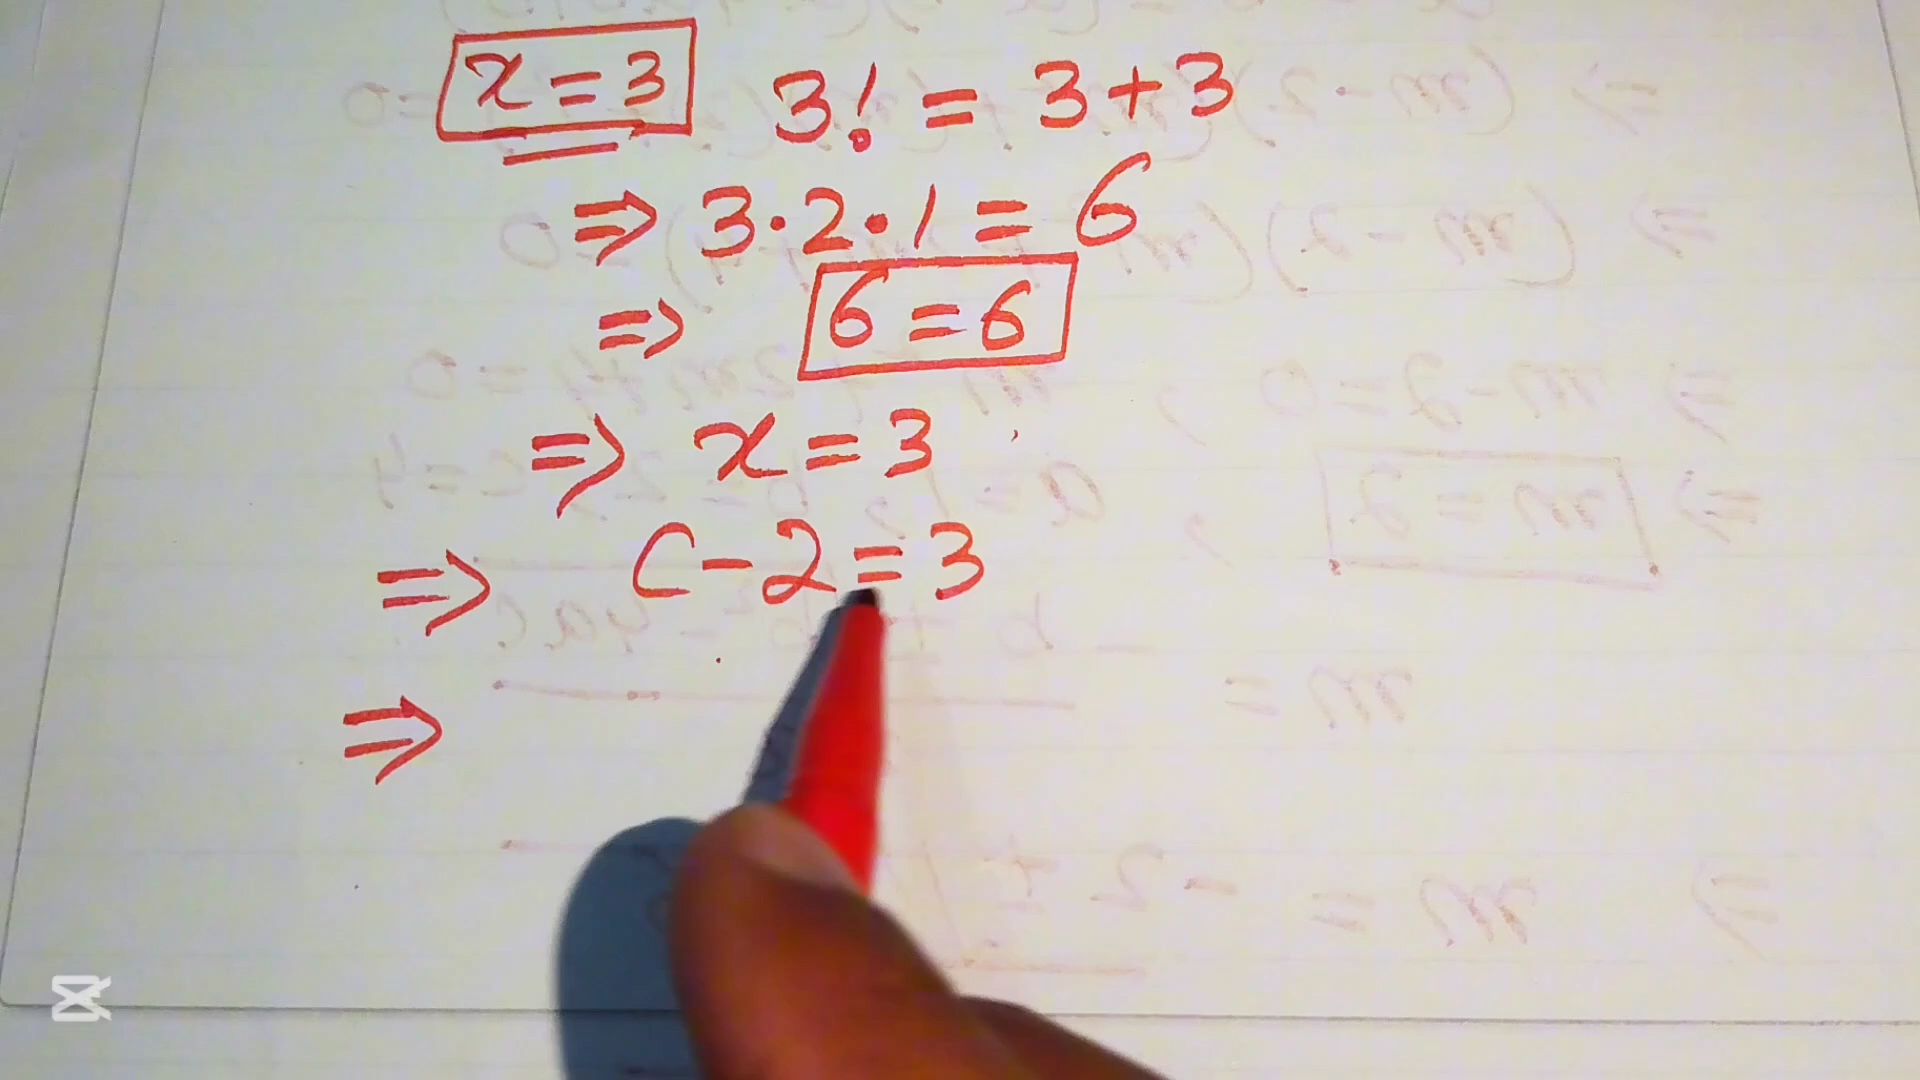 x = 3 3! = 3 + 3
⇒ 3 · 2 · 1 = 6
⇒ 6 = 6
⇒ x = 3
⇒ C - 2 = 3
⇒